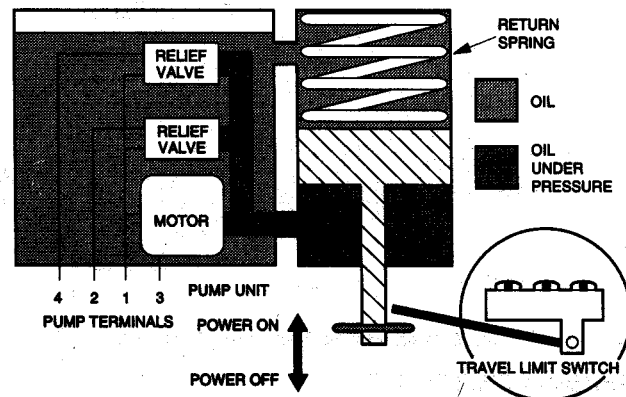 RELIEF
VALVE
RELIEF
VALVE
MOTOR
4 2 1 3
PUMP UNIT
PUMP TERMINALS
POWER ON
POWER OFF
RETURN
SPRING
OIL
OIL
UNDER
PRESSURE
TRAVEL LIMIT SWITCH